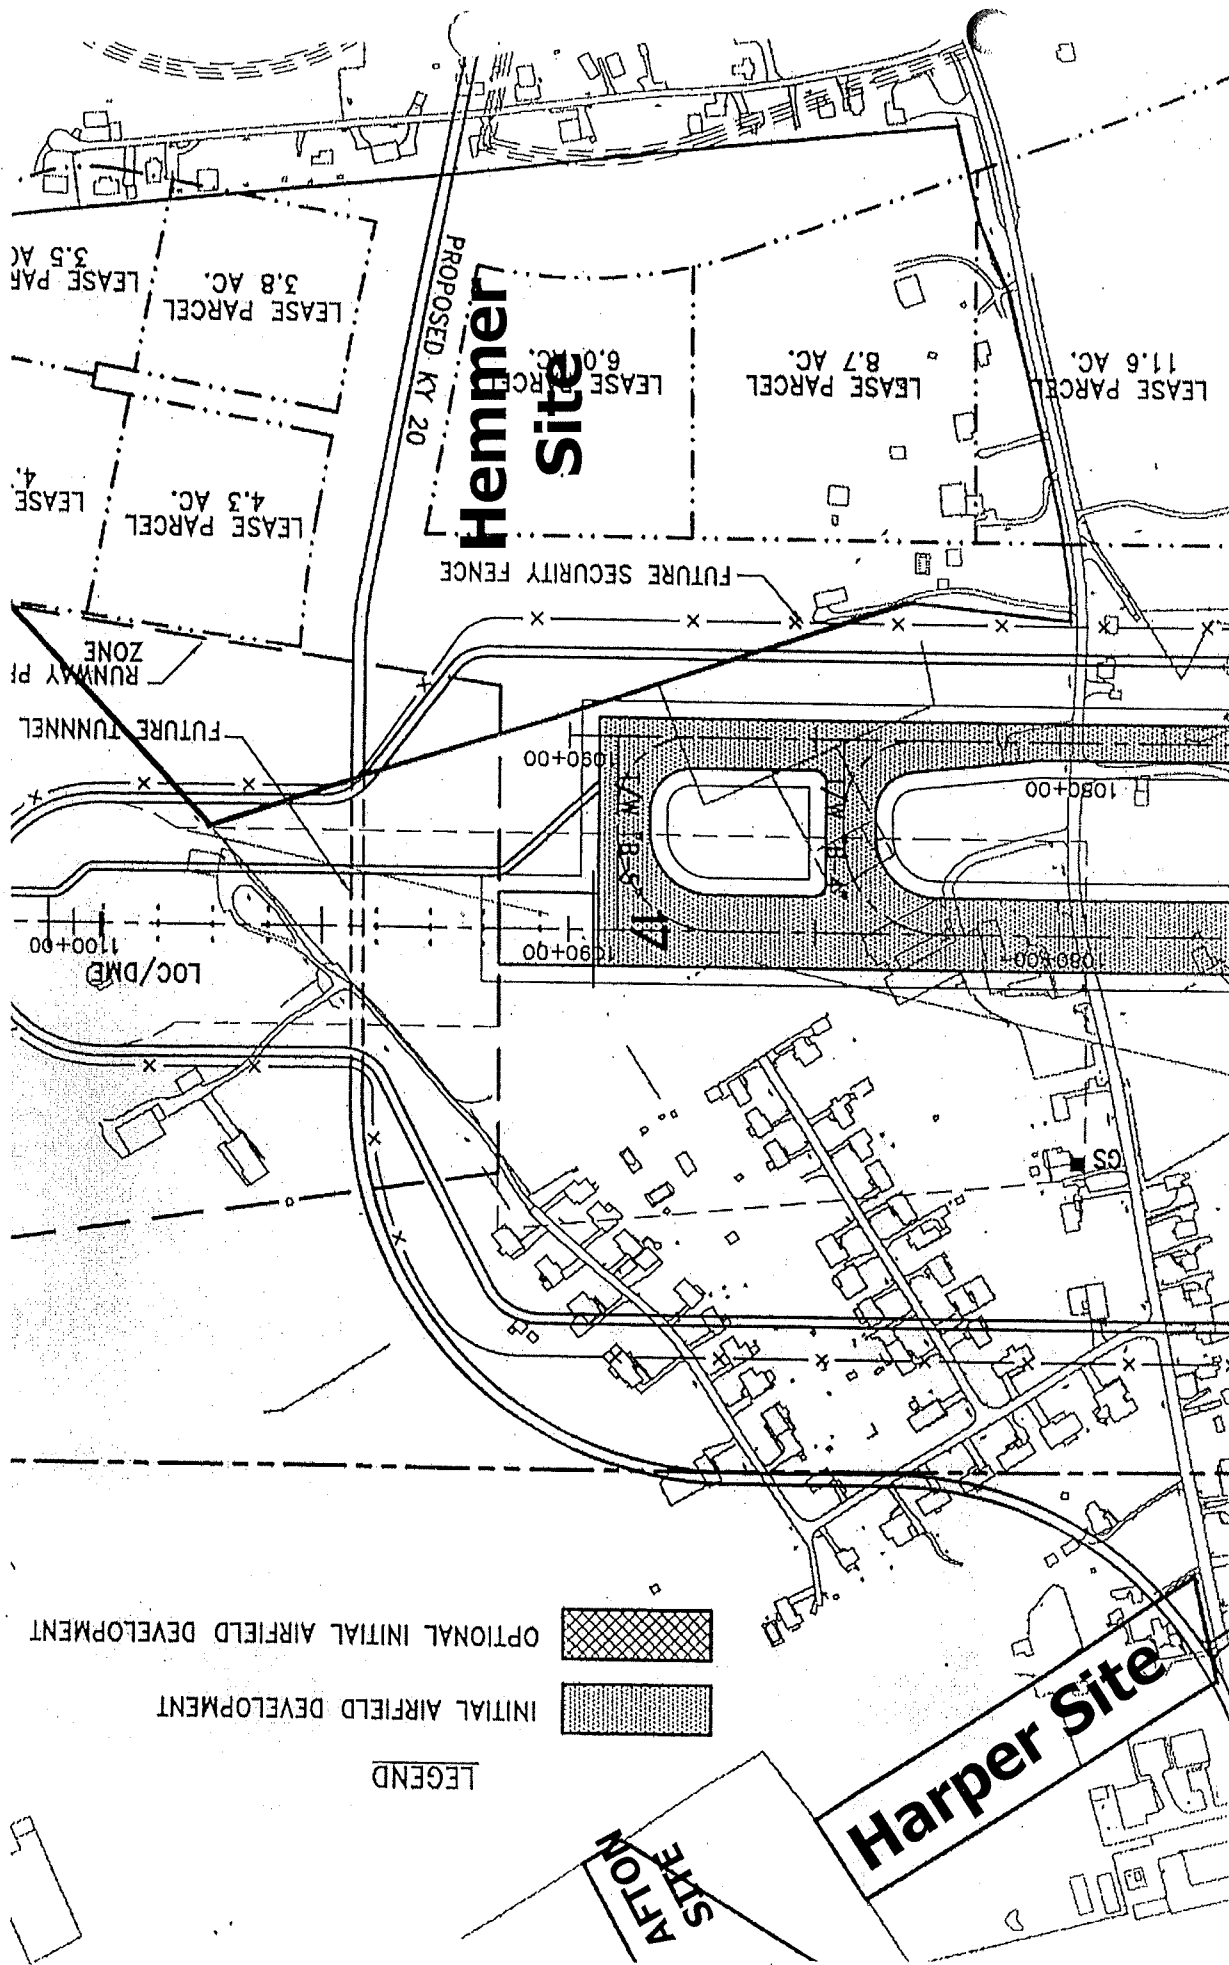 3.5 AC
LEASE PAR
3.8 AC.
LEASE PARCEL
PROPOSED KY 20
Hemmer
Site
6.0 AC.
LEASE PARCEL
8.7 AC.
LEASE PARCEL
11.6 AC.
LEASE PARCEL
4.
LEASE
4.3 AC.
LEASE PARCEL
FUTURE SECURITY FENCE
RUNWAY PR
ZONE
FUTURE TUNNNEL
1090+00
1080+00
T/W
T/W
17
1100+00
LOC/DME
1090+00
1080+00
GS
OPTIONAL INITIAL AIRFIELD DEVELOPMENT
INITIAL AIRFIELD DEVELOPMENT
LEGEND
Harper Site
AFTON
SITE